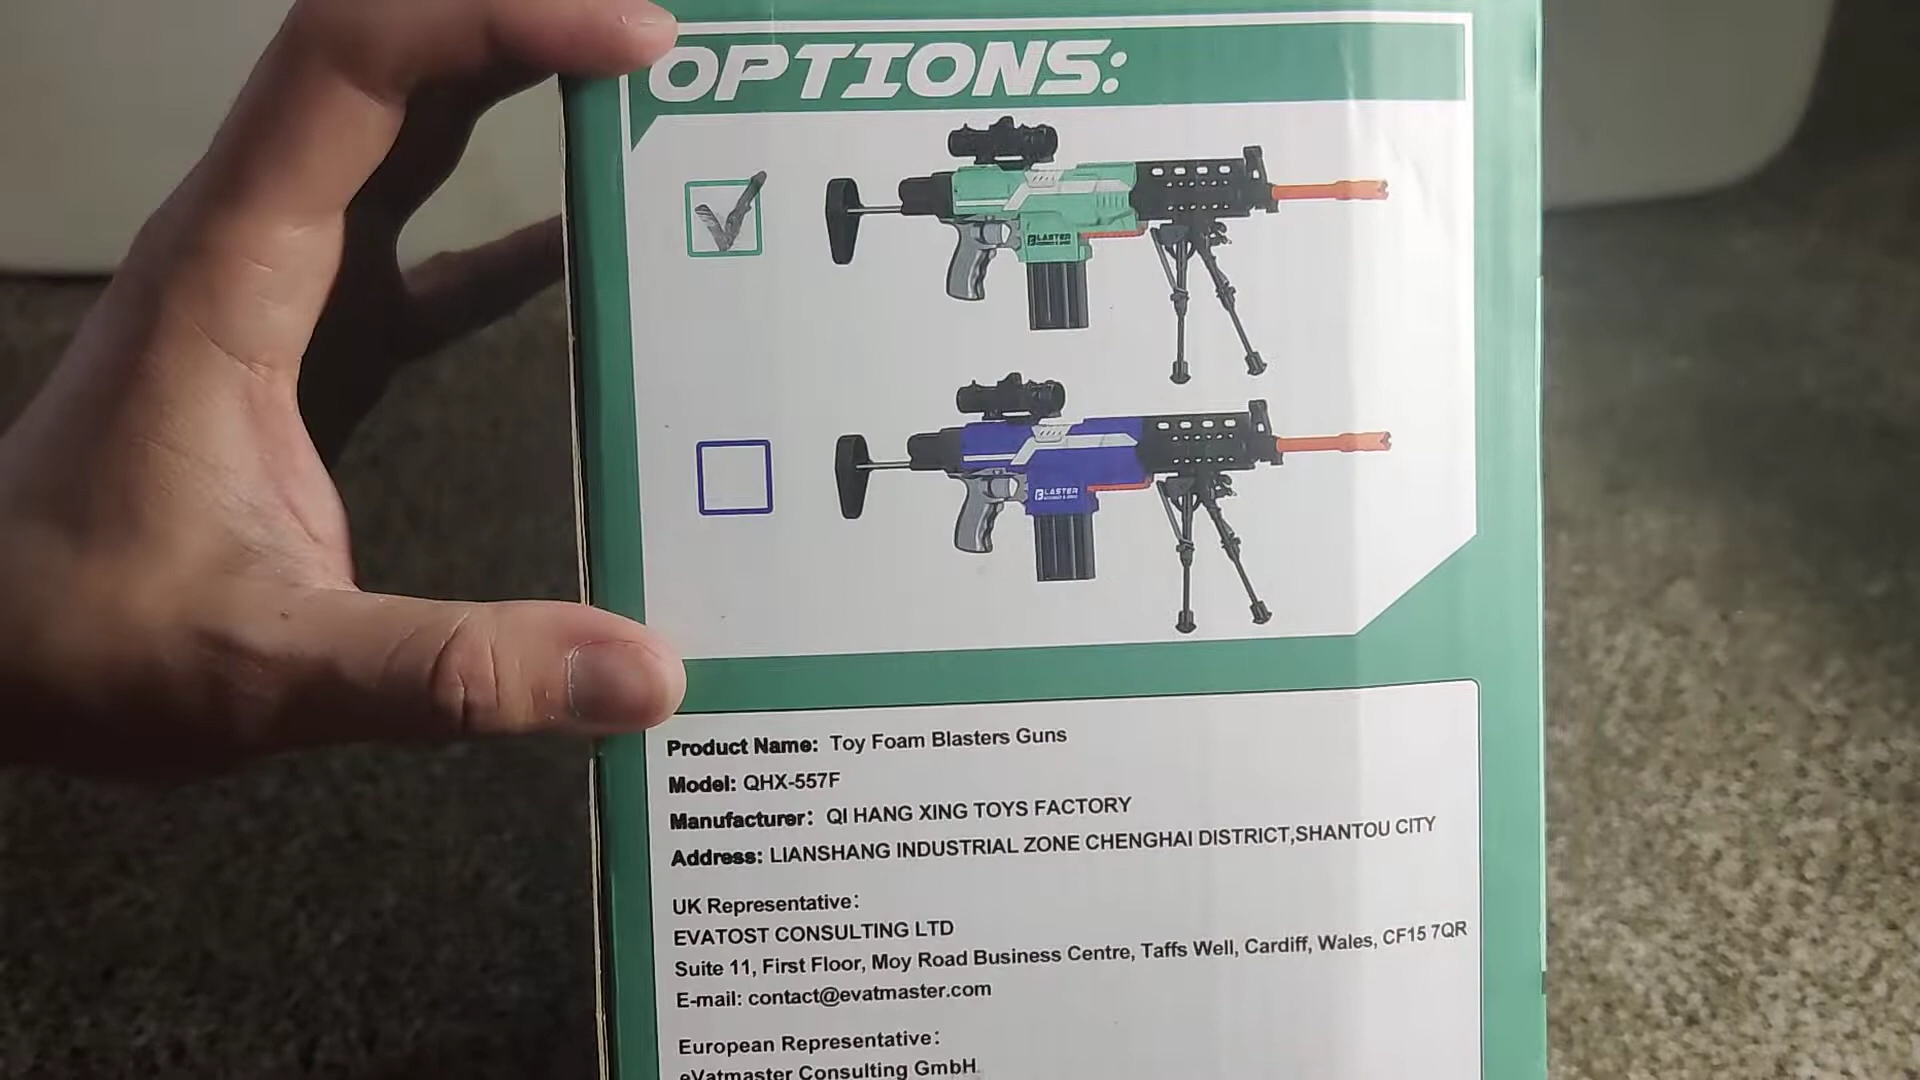 OPTIONS:
BLASTER
BLASTER
Product Name: Toy Foam Blasters Guns
Model: QHX-557F
Manufacturer: QI HANG XING TOYS FACTORY
Address: LIANSHANG INDUSTRIAL ZONE CHENGHAI DISTRICT,SHANTOU CITY
UK Representative:
EVATOST CONSULTING LTD
Suite 11, First Floor, Moy Road Business Centre, Taffs Well, Cardiff, Wales, CF15 7QR
E-mail: contact@evatmaster.com
European Representative:
eVatmaster Consulting GmbH